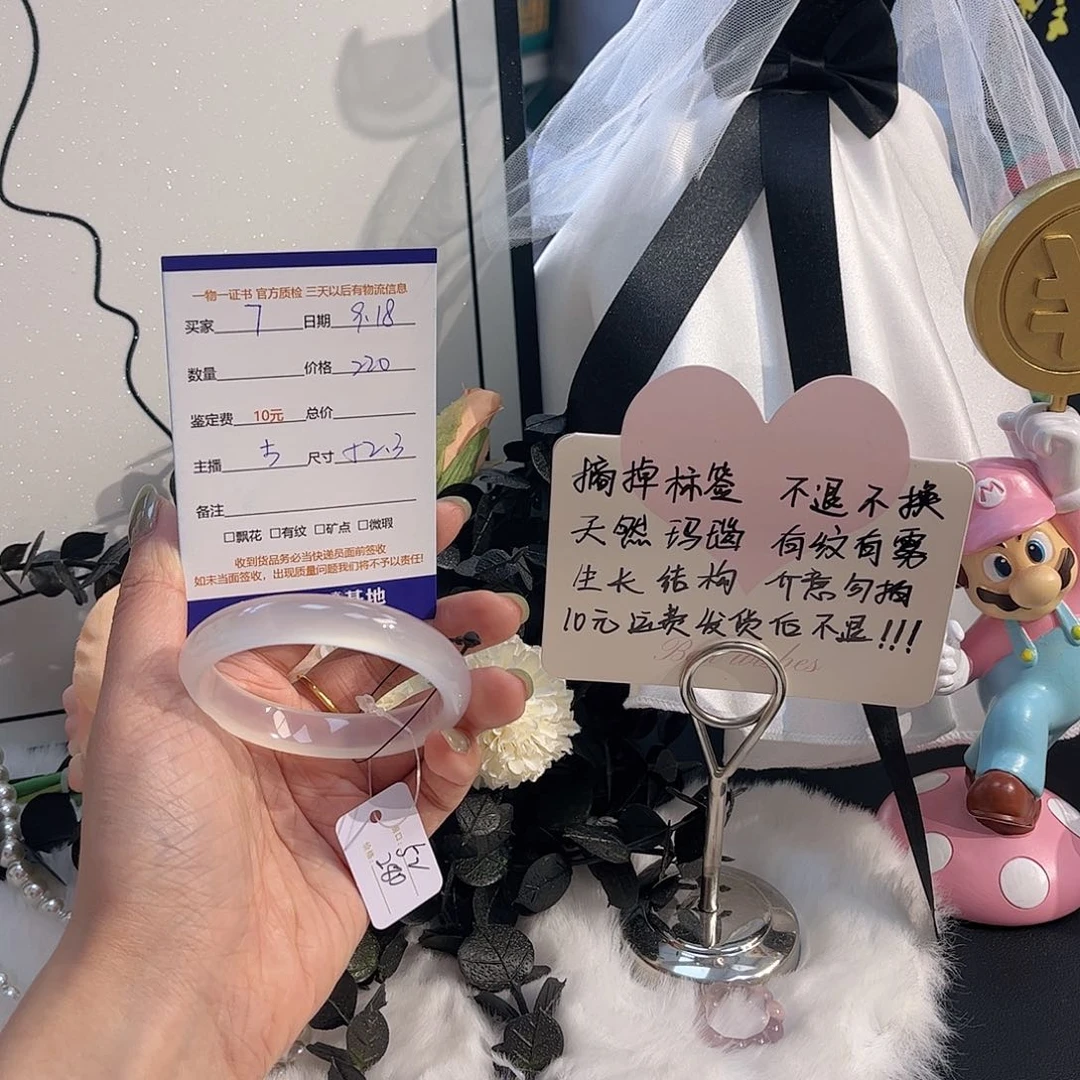 一物一证书 官方质检 三天以后有物流信息
买家 7 日期 9.18
数量 价格 220
鉴定费 10元 总价
主播 尺寸 52.3
备注
□飘花 □有纹 □矿点 □微瑕
收到货品务必当快递员面前签收
如未当面签收，出现质量问题我们将不予以责任!
基地
摘掉标签 不退不换
天然玛瑙 有纹有雾
生长结构 介意勿拍
10元运费发货后不退!!!
Best wishes
M